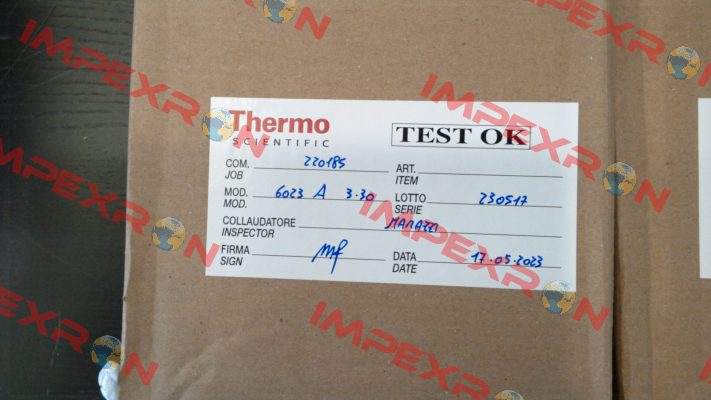 Thermo
SCIENTIFIC
TEST OK
COM. 220185 ART.
JOB ITEM
MOD. 6023 A 3.30 LOTTO 230517
MOD. SERIE
COLLAUDATORE
INSPECTOR
FIRMA DATA 17.05.2023
SIGN DATE
IMPEXRON
IMPEXRON
IMPEXRON
IMPEXRON
IMPEXRON
IMPEXRON